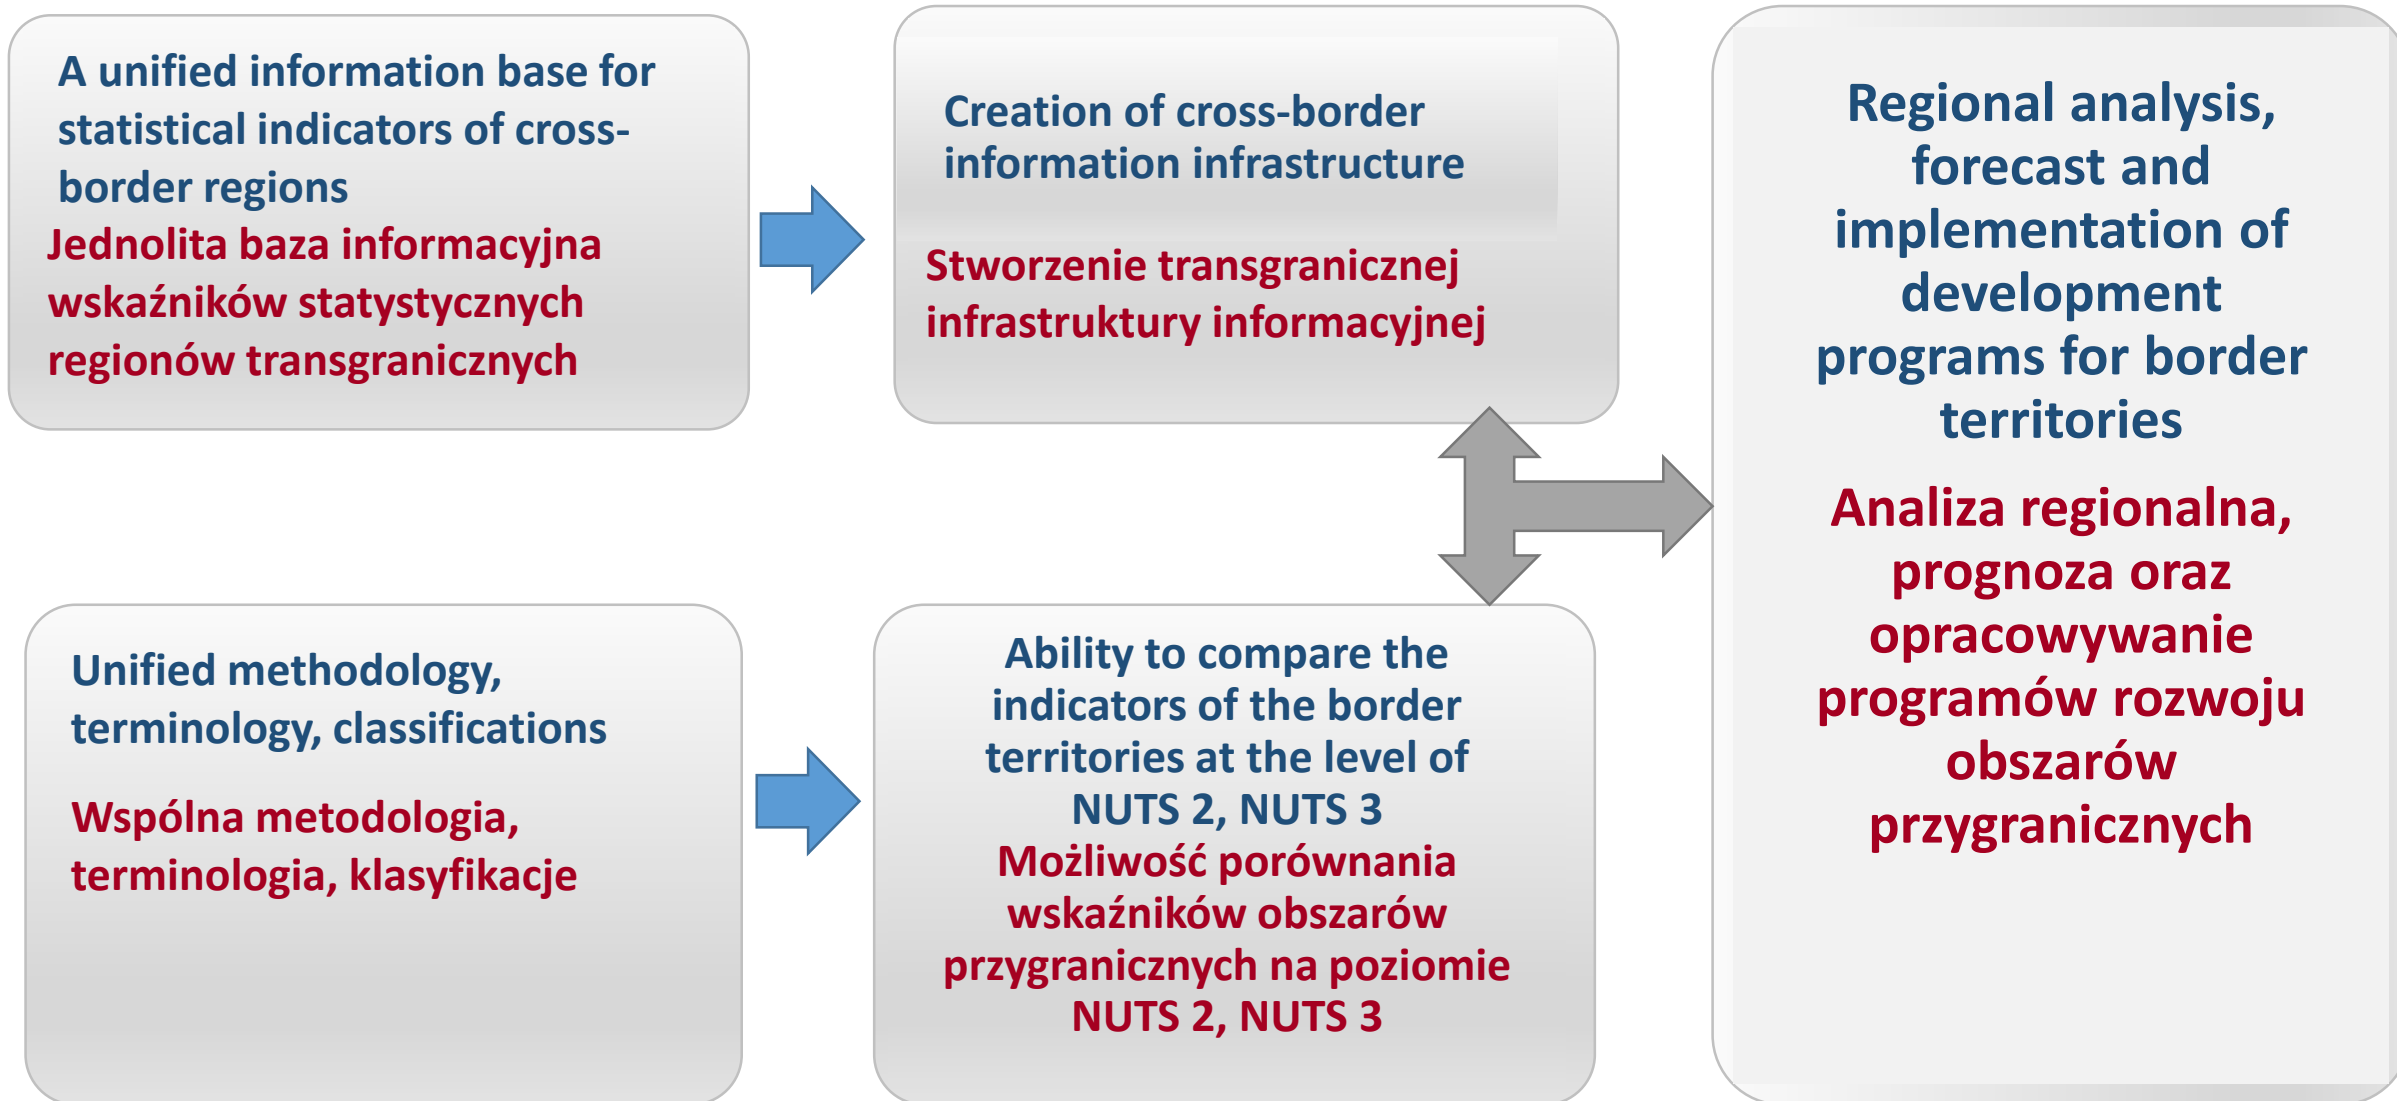 A unified information base for
statistical indicators of cross-
border regions
Jednolita baza informacyjna
wskaźników statystycznych
regionów transgranicznych
Creation of cross-border
information infrastructure
Stworzenie transgranicznej
infrastruktury informacyjnej
Unified methodology,
terminology, classifications
Wspólna metodologia,
terminologia, klasyfikacje
Ability to compare the
indicators of the border
territories at the level of
NUTS 2, NUTS 3
Możliwość porównania
wskaźników obszarów
przygranicznych na poziomie
NUTS 2, NUTS 3
Regional analysis,
forecast and
implementation of
development
programs for border
territories
Analiza regionalna,
prognoza oraz
opracowywanie
programów rozwoju
obszarów
przygranicznych